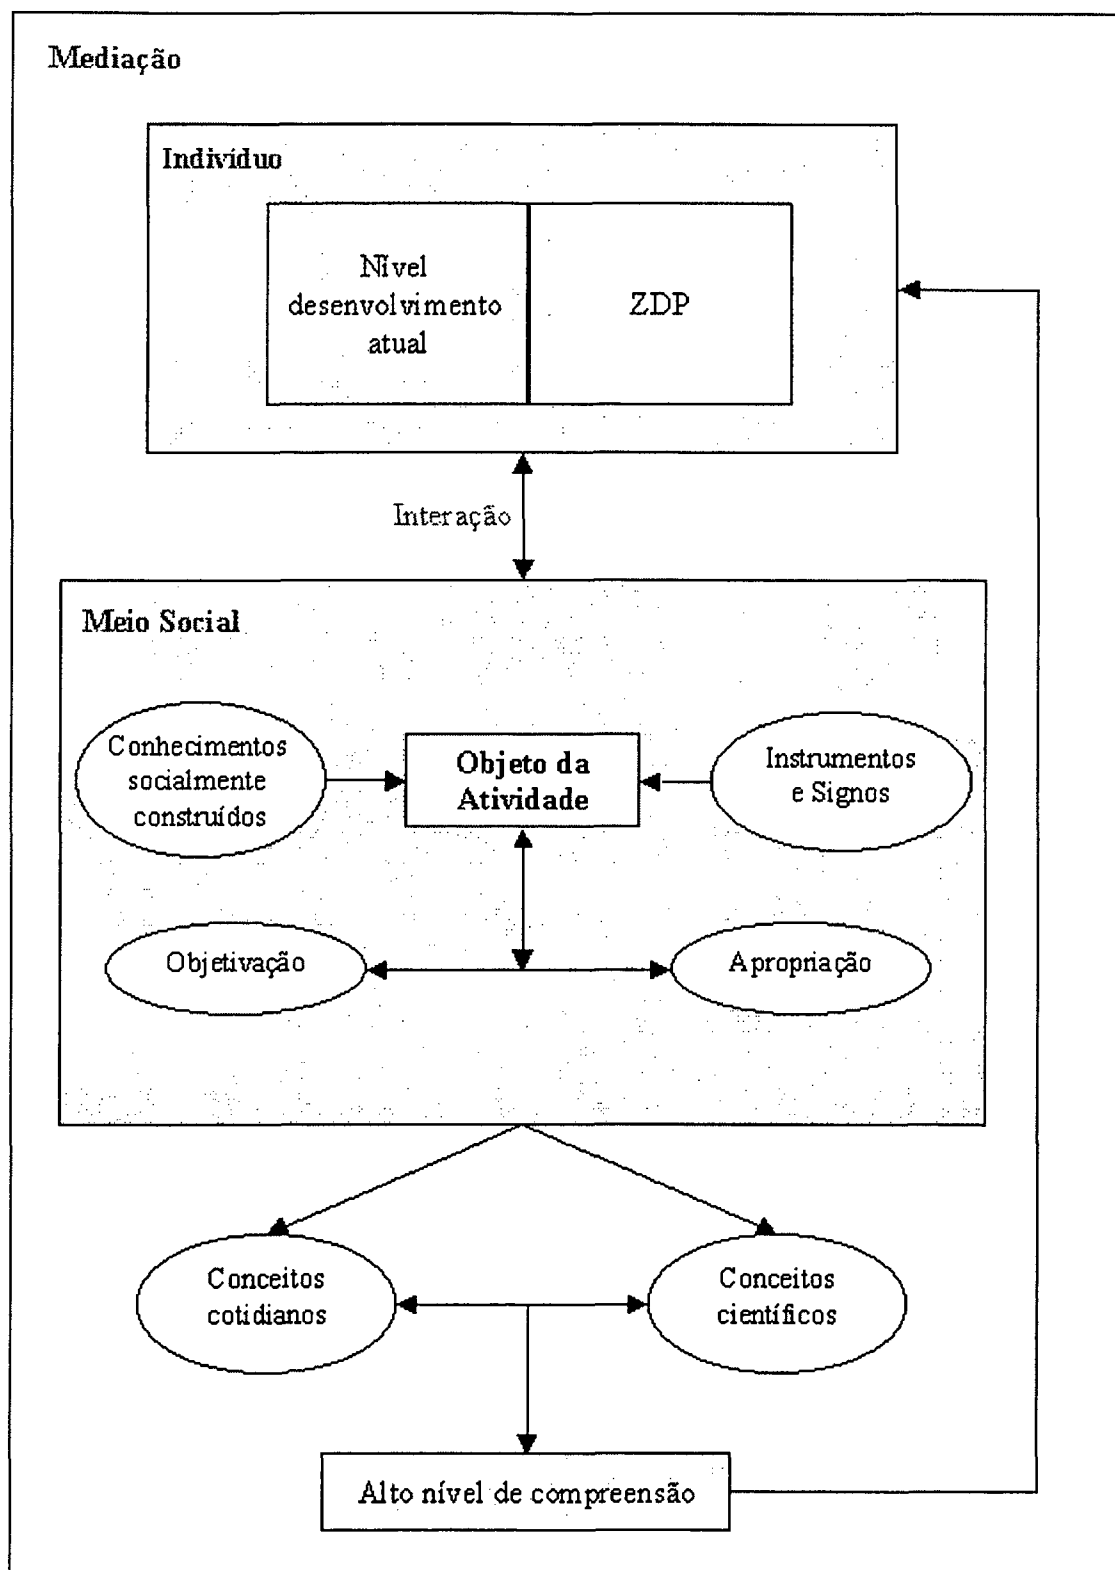 Mediação
Indivíduo
Nível
desenvolvimento
atual
ZDP
Interação
Meio Social
Conhecimentos
socialmente
construídos
Objeto da
Atividade
Instrumentos
e Signos
Objetivação
Apropriação
Conceitos
cotidianos
Conceitos
científicos
Alto nível de compreensão